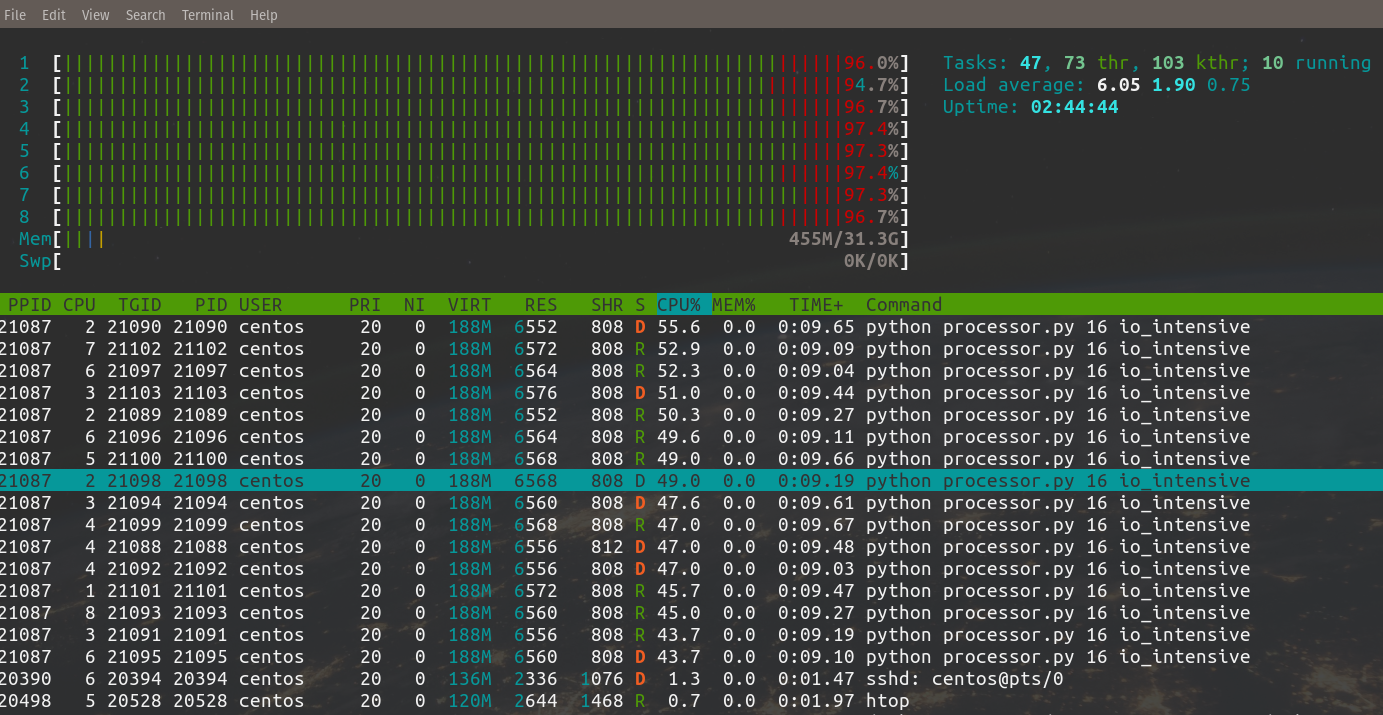 File Edit View Search Terminal Help
1 [||||||||||||||||||||||||||||||||||||||||||||||||||||||||||||||||||||||||96.0%] Tasks: 47, 73 thr, 103 kthr; 10 running
2 [||||||||||||||||||||||||||||||||||||||||||||||||||||||||||||||||||||||||94.7%] Load average: 6.05 1.90 0.75
3 [||||||||||||||||||||||||||||||||||||||||||||||||||||||||||||||||||||||||96.7%] Uptime: 02:44:44
4 [||||||||||||||||||||||||||||||||||||||||||||||||||||||||||||||||||||||||97.4%]
5 [||||||||||||||||||||||||||||||||||||||||||||||||||||||||||||||||||||||||97.3%]
6 [||||||||||||||||||||||||||||||||||||||||||||||||||||||||||||||||||||||||97.4%]
7 [||||||||||||||||||||||||||||||||||||||||||||||||||||||||||||||||||||||||97.3%]
8 [||||||||||||||||||||||||||||||||||||||||||||||||||||||||||||||||||||||||96.7%]
Mem[|||| 455M/31.3G]
Swp[ 0K/0K]
PPID CPU TGID PID USER PRI NI VIRT RES SHR S CPU% MEM% TIME+ Command
21087 2 21090 21090 centos 20 0 188M 6552 808 D 55.6 0.0 0:09.65 python processor.py 16 io_intensive
21087 7 21102 21102 centos 20 0 188M 6572 808 R 52.9 0.0 0:09.09 python processor.py 16 io_intensive
21087 6 21097 21097 centos 20 0 188M 6564 808 R 52.3 0.0 0:09.04 python processor.py 16 io_intensive
21087 3 21103 21103 centos 20 0 188M 6576 808 D 51.0 0.0 0:09.44 python processor.py 16 io_intensive
21087 2 21089 21089 centos 20 0 188M 6552 808 R 50.3 0.0 0:09.27 python processor.py 16 io_intensive
21087 6 21096 21096 centos 20 0 188M 6564 808 R 49.6 0.0 0:09.11 python processor.py 16 io_intensive
21087 5 21100 21100 centos 20 0 188M 6568 808 R 49.0 0.0 0:09.66 python processor.py 16 io_intensive
21087 2 21098 21098 centos 20 0 188M 6568 808 D 49.0 0.0 0:09.19 python processor.py 16 io_intensive
21087 3 21094 21094 centos 20 0 188M 6560 808 D 47.6 0.0 0:09.61 python processor.py 16 io_intensive
21087 4 21099 21099 centos 20 0 188M 6568 808 R 47.0 0.0 0:09.67 python processor.py 16 io_intensive
21087 4 21088 21088 centos 20 0 188M 6556 812 D 47.0 0.0 0:09.48 python processor.py 16 io_intensive
21087 4 21092 21092 centos 20 0 188M 6556 808 D 47.0 0.0 0:09.03 python processor.py 16 io_intensive
21087 1 21101 21101 centos 20 0 188M 6572 808 R 45.7 0.0 0:09.47 python processor.py 16 io_intensive
21087 8 21093 21093 centos 20 0 188M 6560 808 R 45.0 0.0 0:09.27 python processor.py 16 io_intensive
21087 3 21091 21091 centos 20 0 188M 6556 808 R 43.7 0.0 0:09.19 python processor.py 16 io_intensive
21087 6 21095 21095 centos 20 0 188M 6560 808 D 43.7 0.0 0:09.10 python processor.py 16 io_intensive
20390 6 20394 20394 centos 20 0 136M 2336 1076 D 1.3 0.0 0:01.47 sshd: centos@pts/0
20498 5 20528 20528 centos 20 0 120M 2644 1468 R 0.7 0.0 0:01.97 htop